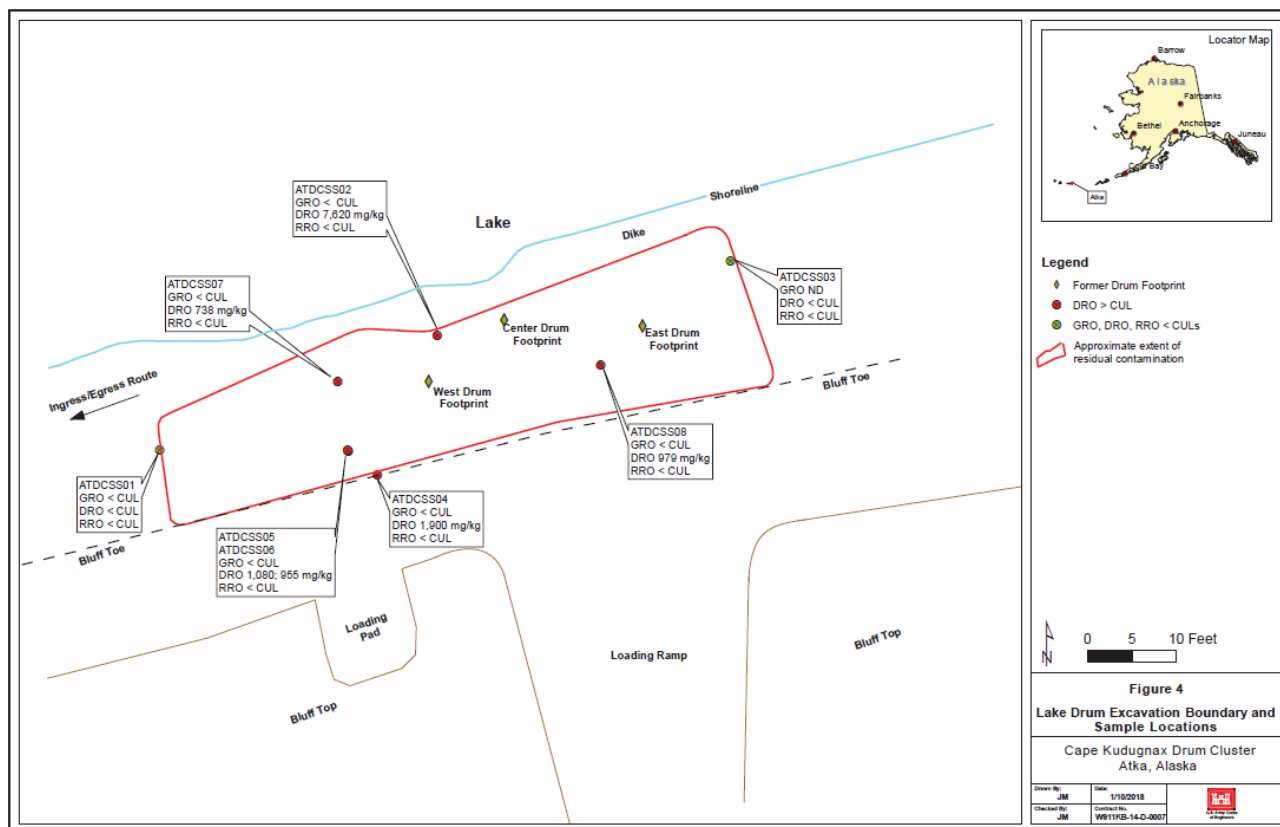 ATDCSS02
GRO < CUL
DRO 7,620 mg/kg
RRO < CUL
Lake
Shoreline
Dike
ATDCSS07
GRO < CUL
DRO 738 mg/kg
RRO < CUL
ATDCSS03
GRO ND
DRO < CUL
RRO < CUL
Center Drum
Footprint
East Drum
Footprint
West Drum
Footprint
Ingress/Egress Route
Bluff Toe
ATDCSS01
GRO < CUL
DRO < CUL
RRO < CUL
ATDCSS08
GRO < CUL
DRO 979 mg/kg
RRO < CUL
ATDCSS04
GRO < CUL
DRO 1,900 mg/kg
RRO < CUL
ATDCSS05
ATDCSS06
GRO < CUL
DRO 1,080; 955 mg/kg
RRO < CUL
Bluff Toe
Loading
Pad
Loading Ramp
Bluff Top
Bluff Top
Locator Map
Barrow
Alaska
Fairbanks
Bethel
Anchorage
Juneau
Cold Bay
Atka
Legend
Former Drum Footprint
DRO > CUL
GRO, DRO, RRO < CULs
Approximate extent of
residual contamination
N
0 5 10 Feet
Figure 4
Lake Drum Excavation Boundary and
Sample Locations
Cape Kudugnax Drum Cluster
Atka, Alaska
Drawn By:
JM
Date:
1/10/2018
Checked By:
JM
Contract No.
W911KB-14-D-0007
U.S. Army Corps
of Engineers